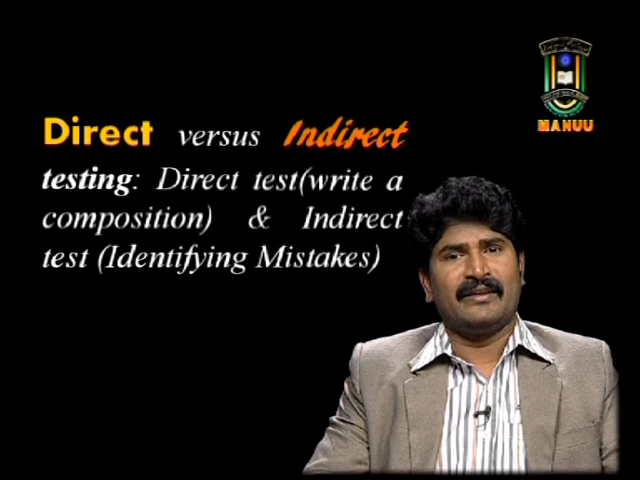 MANUU
Direct versus Indirect
testing: Direct test(write a
composition) & Indirect
test (Identifying Mistakes)